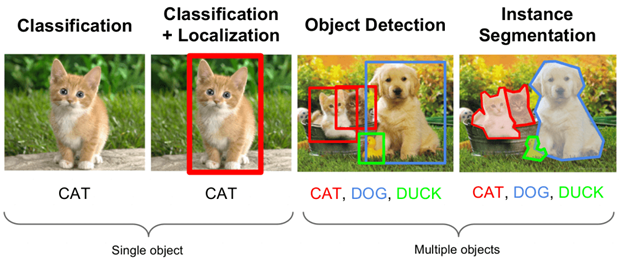 Classification
Classification
+ Localization
Object Detection
Instance
Segmentation
CAT
CAT
CAT, DOG, DUCK
CAT, DOG, DUCK
Single object
Multiple objects